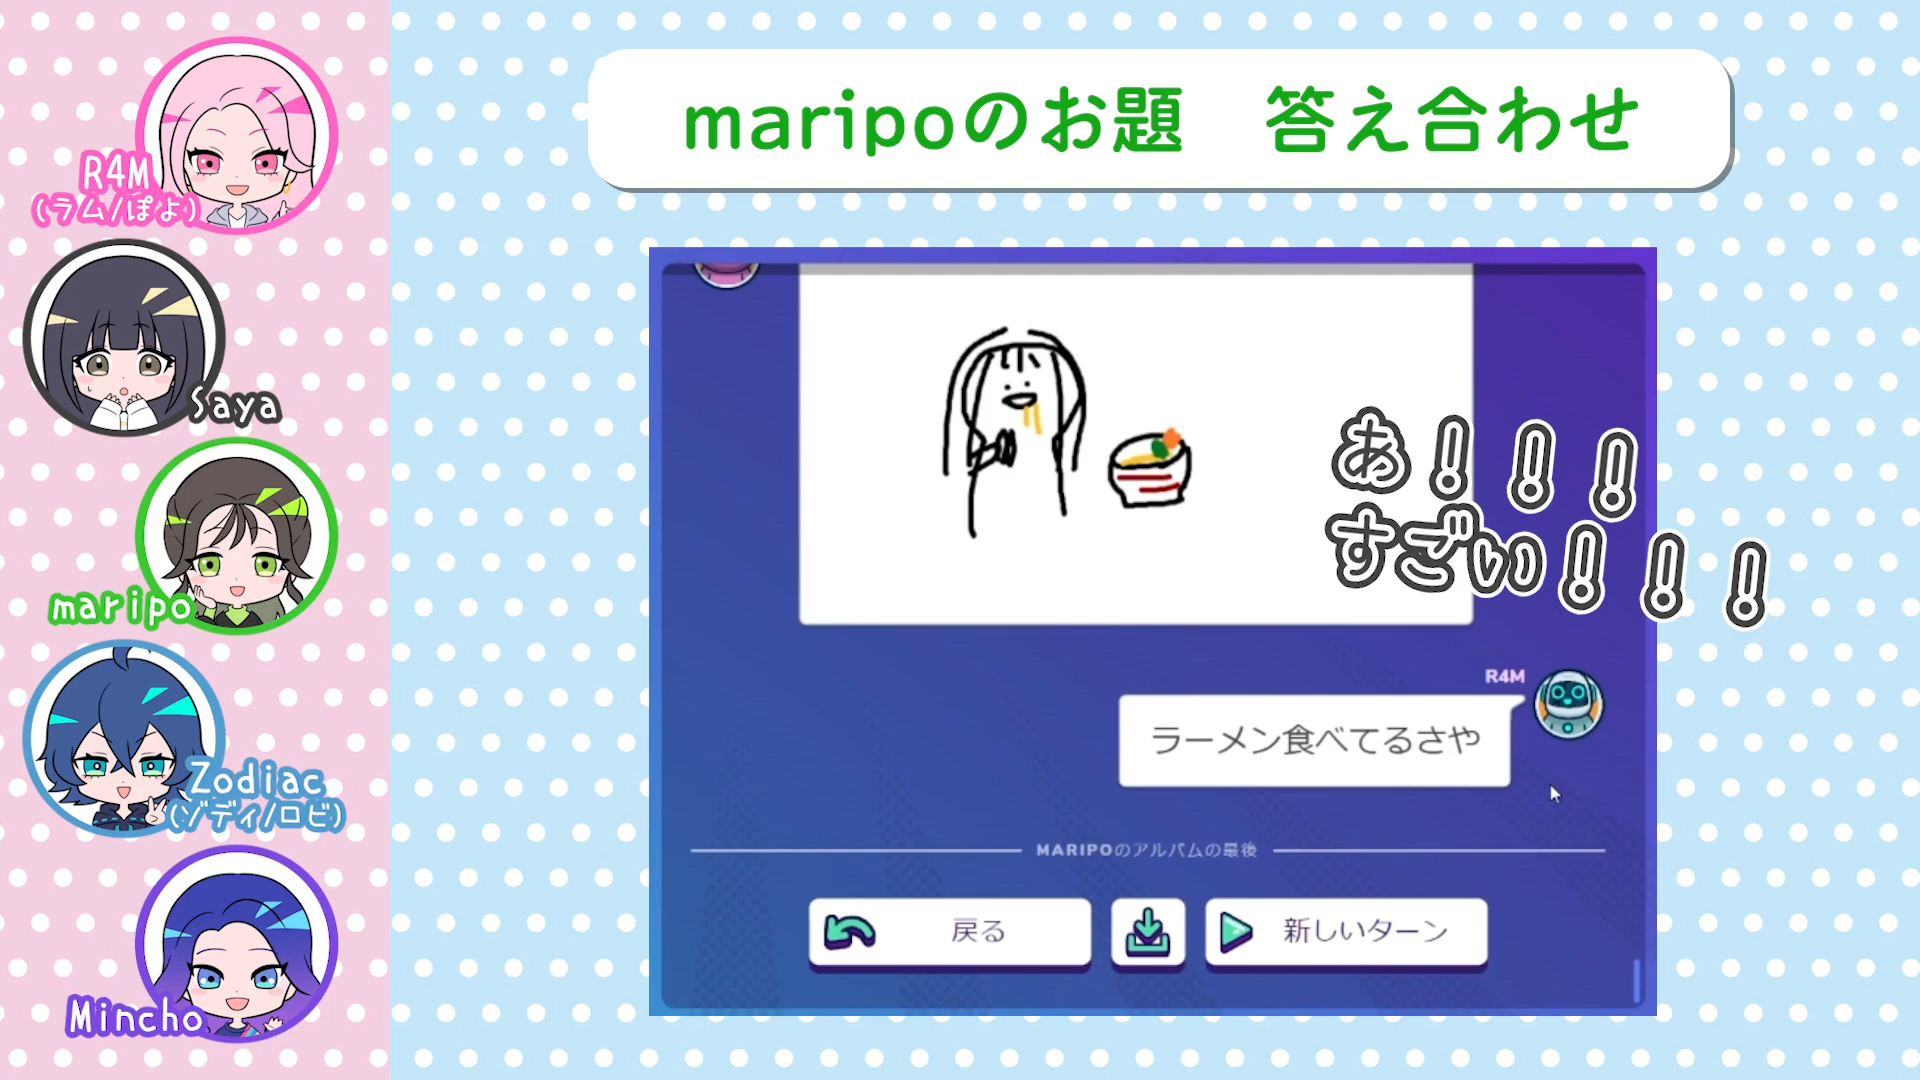 maripoのお題　答え合わせ
R4M
(ラム/ぽよ)
Saya
maripo
Zodiac
(ゾディ/ロビ)
Mincho
あ！！！
すごい！！！
R4M
ラーメン食べてるさや
MARIPOのアルバムの最後
戻る
新しいターン